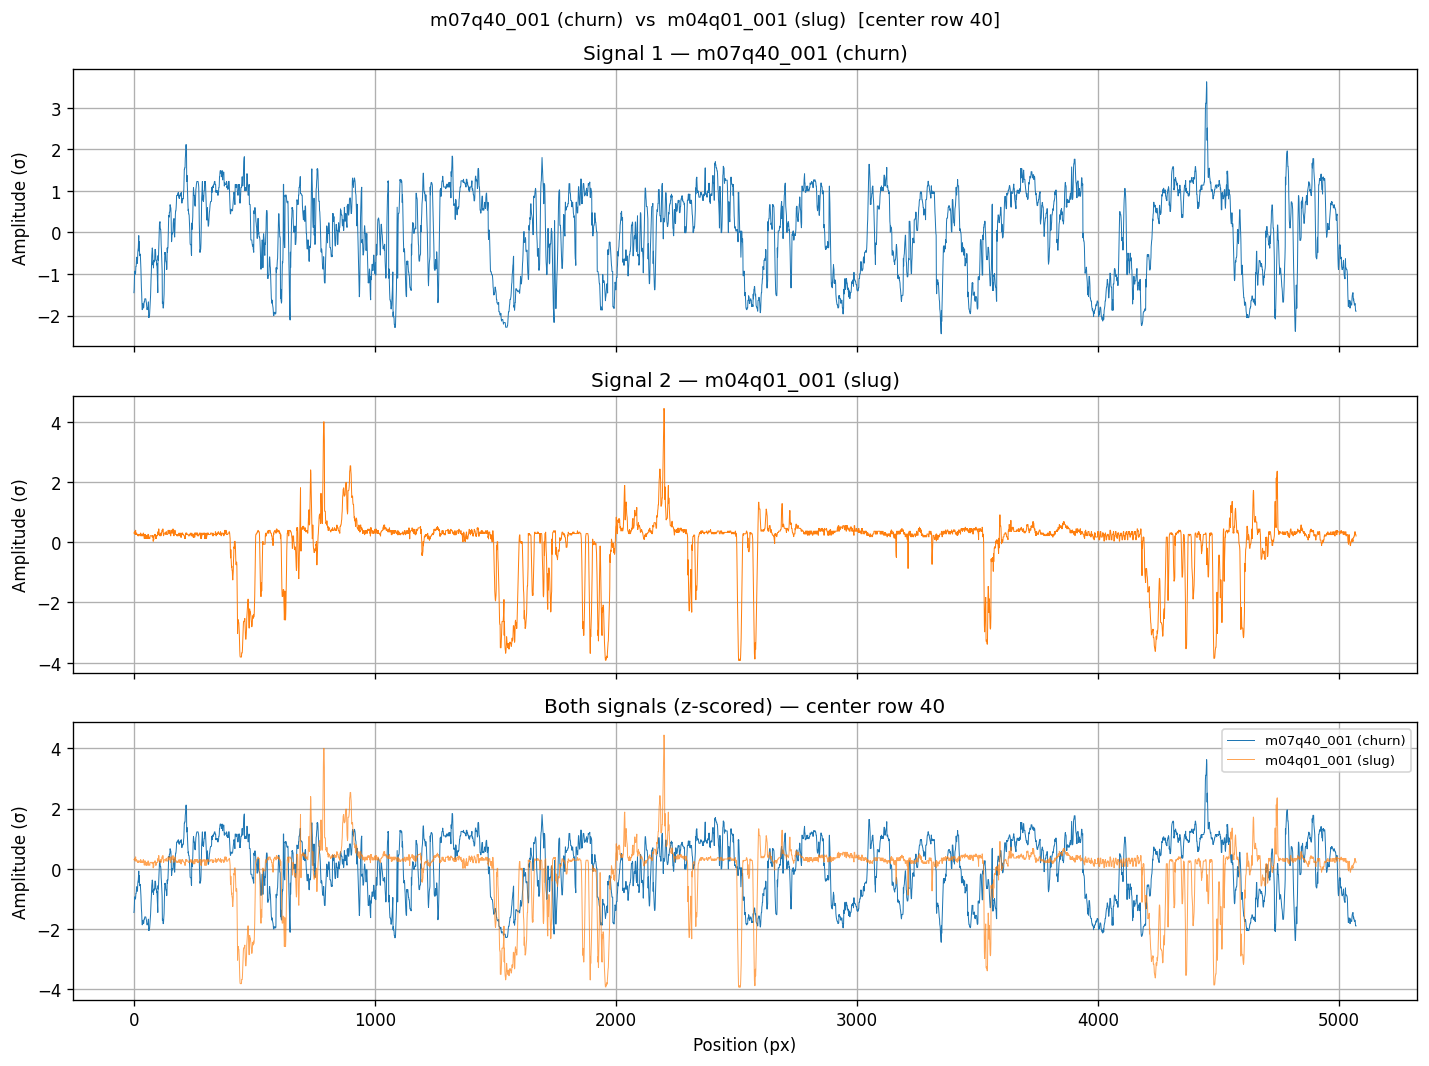 m07q40_001 (churn)  vs  m04q01_001 (slug)  [center row 40]
Signal 1 — m07q40_001 (churn)
Amplitude (σ)
3
2
1
0
−1
−2
Signal 2 — m04q01_001 (slug)
Amplitude (σ)
4
2
0
−2
−4
Both signals (z-scored) — center row 40
Amplitude (σ)
4
2
0
−2
−4
m07q40_001 (churn)
m04q01_001 (slug)
0 1000 2000 3000 4000 5000
Position (px)